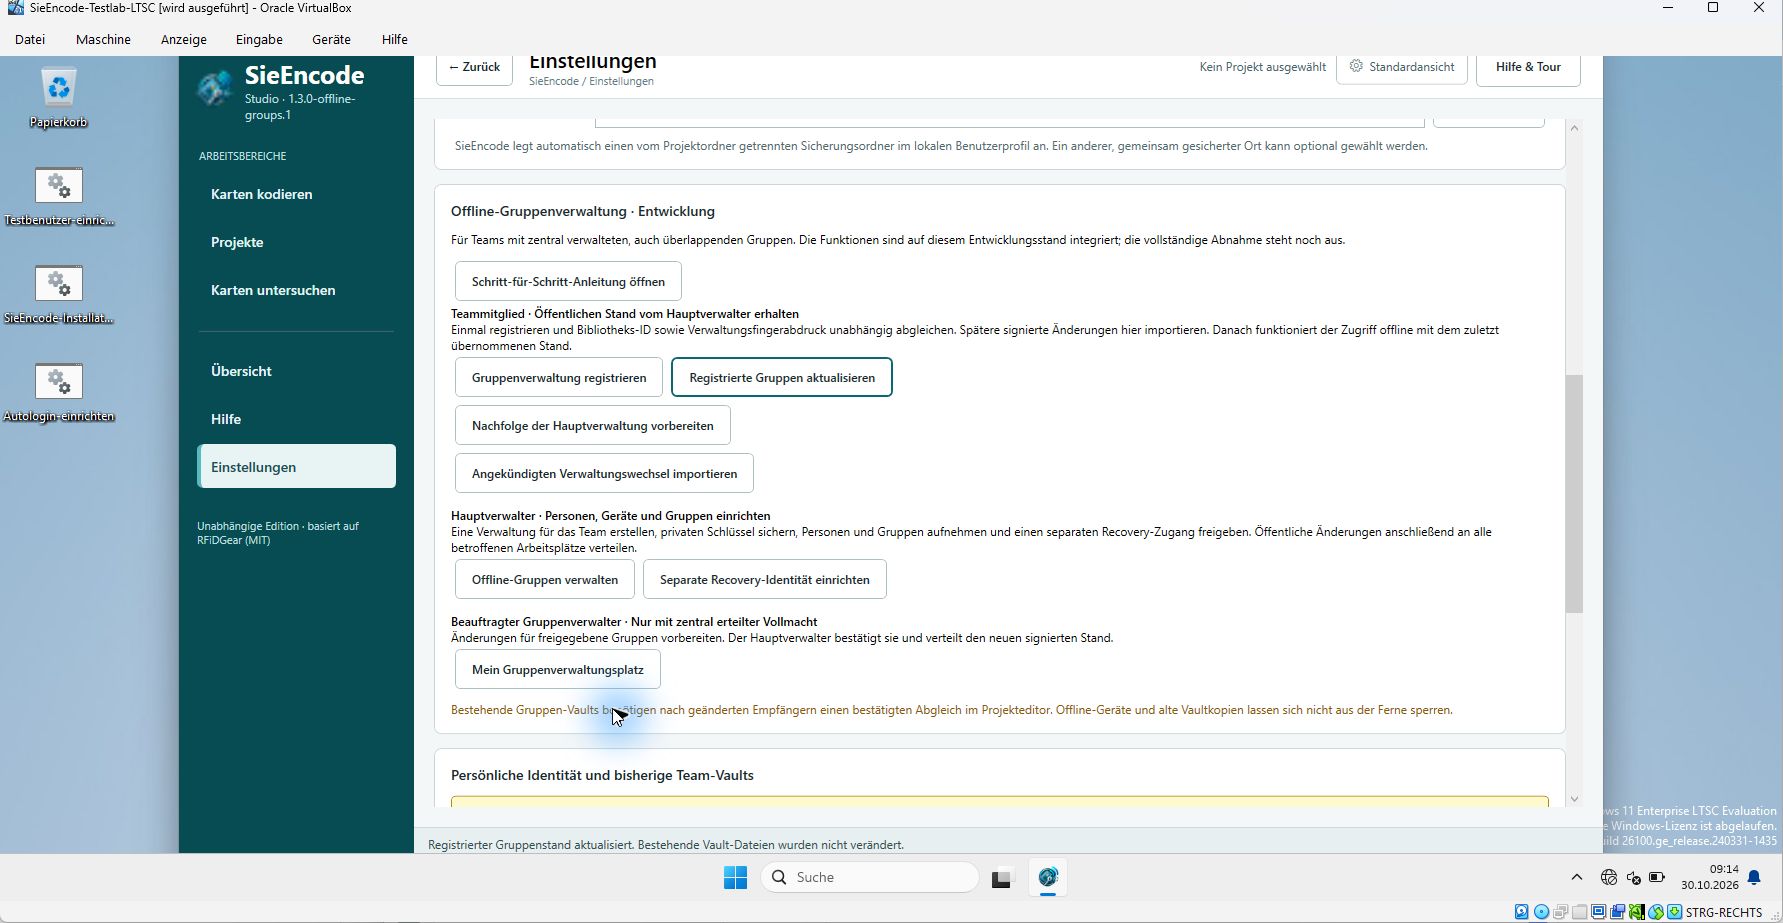 SieEncode-Testlab-LTSC [wird ausgeführt] - Oracle VirtualBox
Datei Maschine Anzeige Eingabe Geräte Hilfe
Papierkorb
Testbenutzer-einric...
SieEncode-Installat...
Autologin-einrichten
SieEncode
Studio · 1.3.0-offline-
groups.1
ARBEITSBEREICHE
Karten kodieren
Projekte
Karten untersuchen
Übersicht
Hilfe
Einstellungen
Unabhängige Edition · basiert auf
RFiDGear (MIT)
← Zurück
Einstellungen
SieEncode / Einstellungen
Kein Projekt ausgewählt
Standardansicht
Hilfe & Tour
SieEncode legt automatisch einen vom Projektordner getrennten Sicherungsordner im lokalen Benutzerprofil an. Ein anderer, gemeinsam gesicherter Ort kann optional gewählt werden.
Offline-Gruppenverwaltung · Entwicklung
Für Teams mit zentral verwalteten, auch überlappenden Gruppen. Die Funktionen sind auf diesem Entwicklungsstand integriert; die vollständige Abnahme steht noch aus.
Schritt-für-Schritt-Anleitung öffnen
Teammitglied · Öffentlichen Stand vom Hauptverwalter erhalten
Einmal registrieren und Bibliotheks-ID sowie Verwaltungsfingerabdruck unabhängig abgleichen. Spätere signierte Änderungen hier importieren. Danach funktioniert der Zugriff offline mit dem zuletzt
übernommenen Stand.
Gruppenverwaltung registrieren
Registrierte Gruppen aktualisieren
Nachfolge der Hauptverwaltung vorbereiten
Angekündigten Verwaltungswechsel importieren
Hauptverwalter · Personen, Geräte und Gruppen einrichten
Eine Verwaltung für das Team erstellen, privaten Schlüssel sichern, Personen und Gruppen aufnehmen und einen separaten Recovery-Zugang freigeben. Öffentliche Änderungen anschließend an alle
betroffenen Arbeitsplätze verteilen.
Offline-Gruppen verwalten
Separate Recovery-Identität einrichten
Beauftragter Gruppenverwalter · Nur mit zentral erteilter Vollmacht
Änderungen für freigegebene Gruppen vorbereiten. Der Hauptverwalter bestätigt sie und verteilt den neuen signierten Stand.
Mein Gruppenverwaltungsplatz
Bestehende Gruppen-Vaults benötigen nach geänderten Empfängern einen bestätigten Abgleich im Projekteditor. Offline-Geräte und alte Vaultkopien lassen sich nicht aus der Ferne sperren.
Persönliche Identität und bisherige Team-Vaults
Registrierter Gruppenstand aktualisiert. Bestehende Vault-Dateien wurden nicht verändert.
ws 11 Enterprise LTSC Evaluation
e Windows-Lizenz ist abgelaufen.
ild 26100.ge_release.240331-1435
Suche
09:14
30.10.2026
STRG-RECHTS